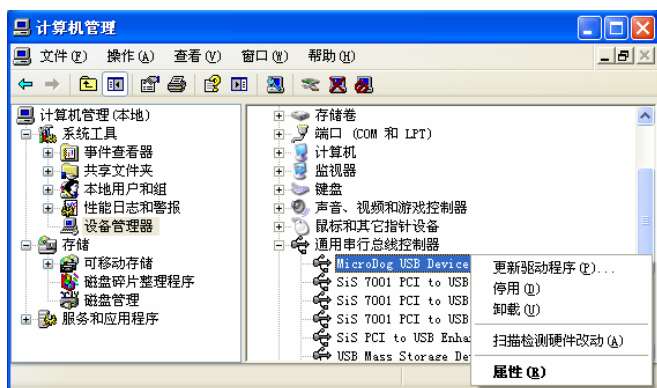 计算机管理
文件(F) 操作(A) 查看(V) 窗口(W) 帮助(H)
计算机管理(本地)
系统工具
事件查看器
共享文件夹
本地用户和组
性能日志和警报
设备管理器
存储
可移动存储
磁盘碎片整理程序
磁盘管理
服务和应用程序
存储卷
端口 (COM 和 LPT)
计算机
监视器
键盘
声音、视频和游戏控制器
鼠标和其它指针设备
通用串行总线控制器
MicroDog USB Device
SiS 7001 PCI to USB
SiS 7001 PCI to USB
SiS 7001 PCI to USB
SiS PCI to USB Enha
USB Mass Storage De
更新驱动程序(P)...
停用(D)
卸载(U)
扫描检测硬件改动(A)
属性(R)